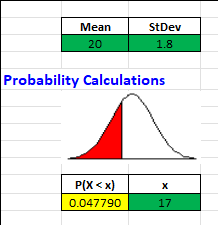 Mean StDev
20 1.8
Probability Calculations
P(X < x) x
0.047790 17